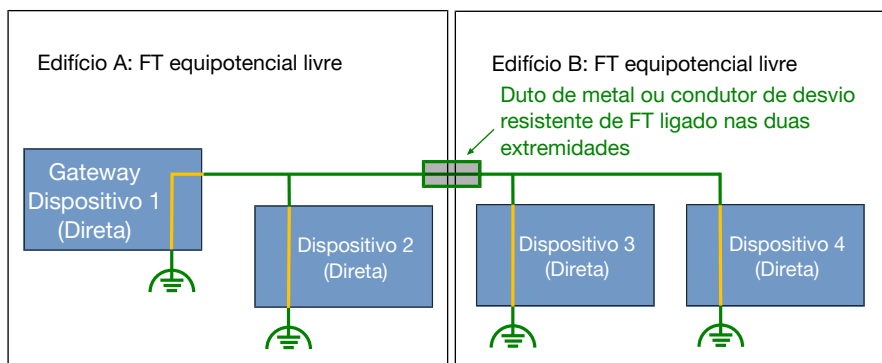 Edifício A: FT equipotencial livre
Gateway
Dispositivo 1
(Direta)
Dispositivo 2
(Direta)
Edifício B: FT equipotencial livre
Duto de metal ou condutor de desvio
resistente de FT ligado nas duas
extremidades
Dispositivo 3
(Direta)
Dispositivo 4
(Direta)